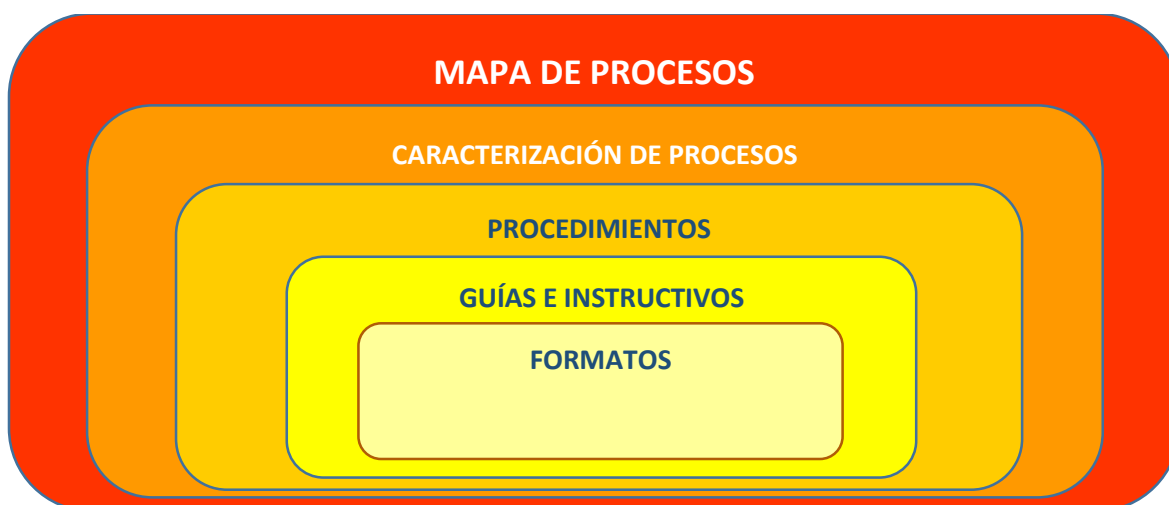 MAPA DE PROCESOS
CARACTERIZACIÓN DE PROCESOS
PROCEDIMIENTOS
GUÍAS E INSTRUCTIVOS
FORMATOS